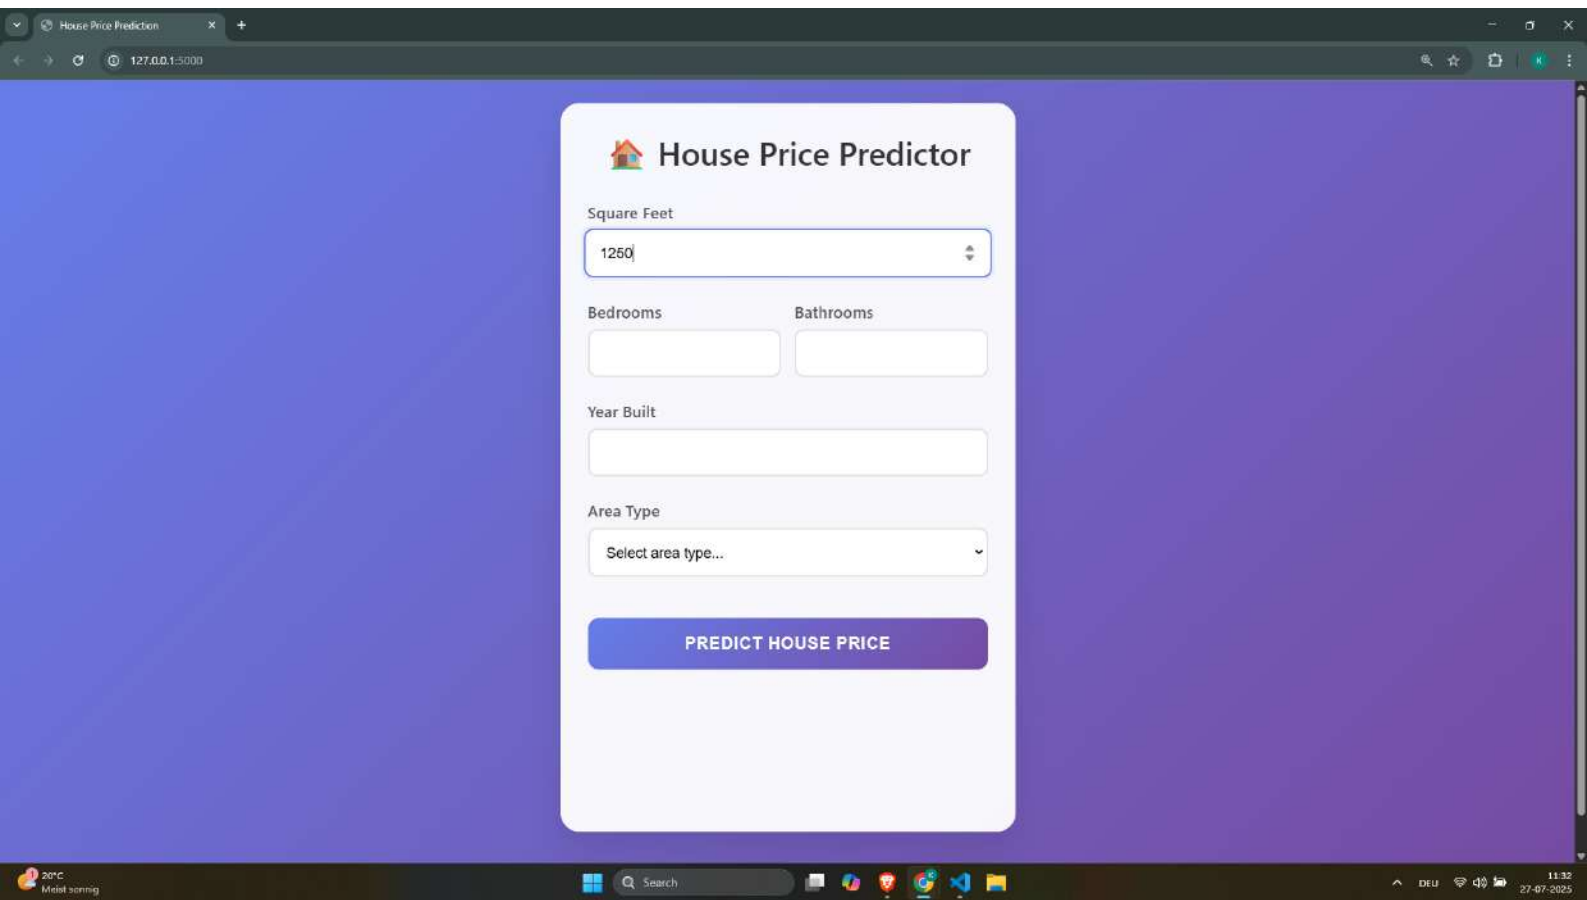 House Price Prediction
127.0.0.1:5000
K
House Price Predictor
Square Feet
1250
Bedrooms Bathrooms
Year Built
Area Type
Select area type...
PREDICT HOUSE PRICE
1
20°C
Meist sonnig
Search
K
DEU
11:32
27-07-2025